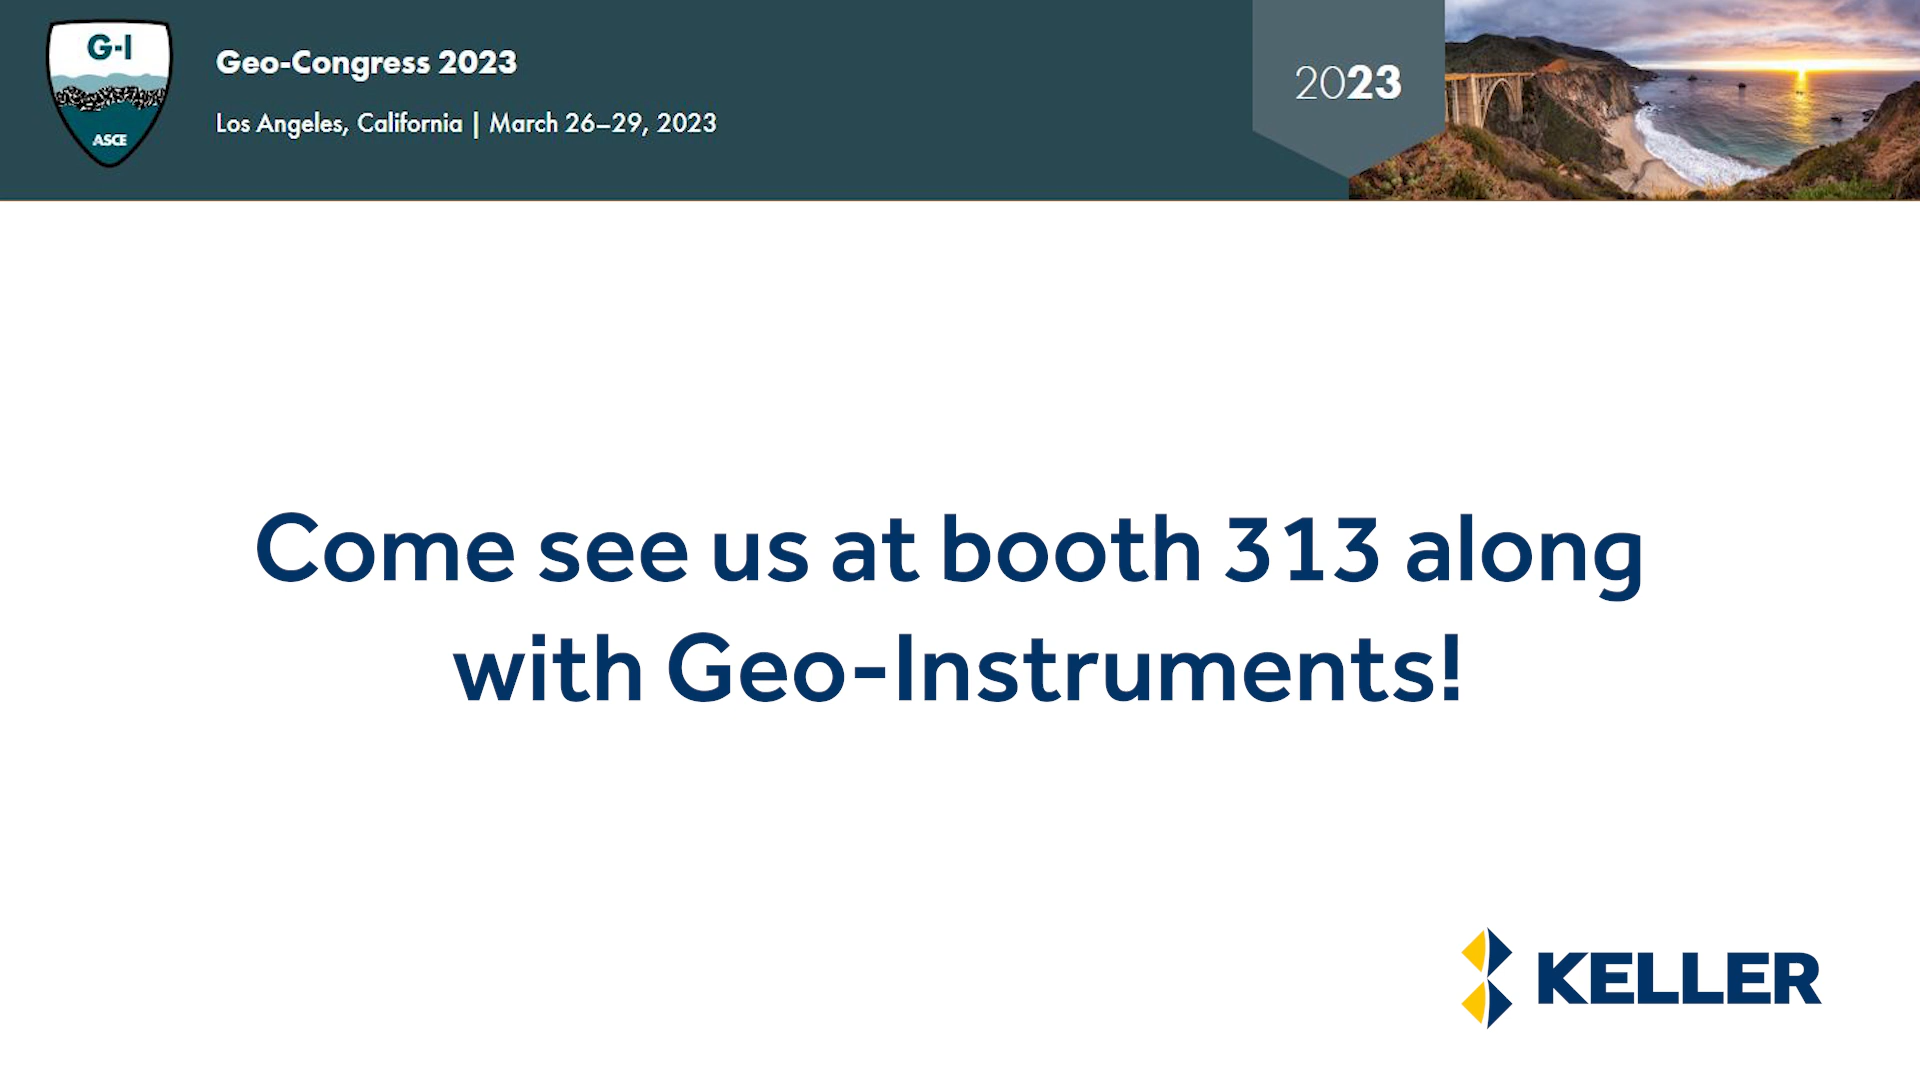 G-I
ASCE
Geo-Congress 2023
Los Angeles, California | March 26–29, 2023
2023
Come see us at booth 313 along
with Geo-Instruments!
KELLER